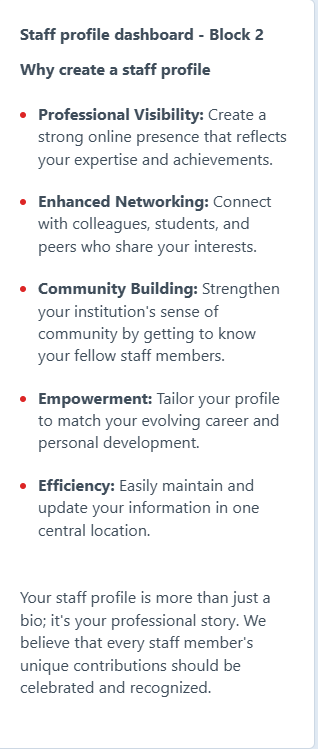 Staff profile dashboard - Block 2
Why create a staff profile
Professional Visibility: Create a
strong online presence that reflects
your expertise and achievements.
Enhanced Networking: Connect
with colleagues, students, and
peers who share your interests.
Community Building: Strengthen
your institution's sense of
community by getting to know
your fellow staff members.
Empowerment: Tailor your profile
to match your evolving career and
personal development.
Efficiency: Easily maintain and
update your information in one
central location.
Your staff profile is more than just a
bio; it's your professional story. We
believe that every staff member's
unique contributions should be
celebrated and recognized.